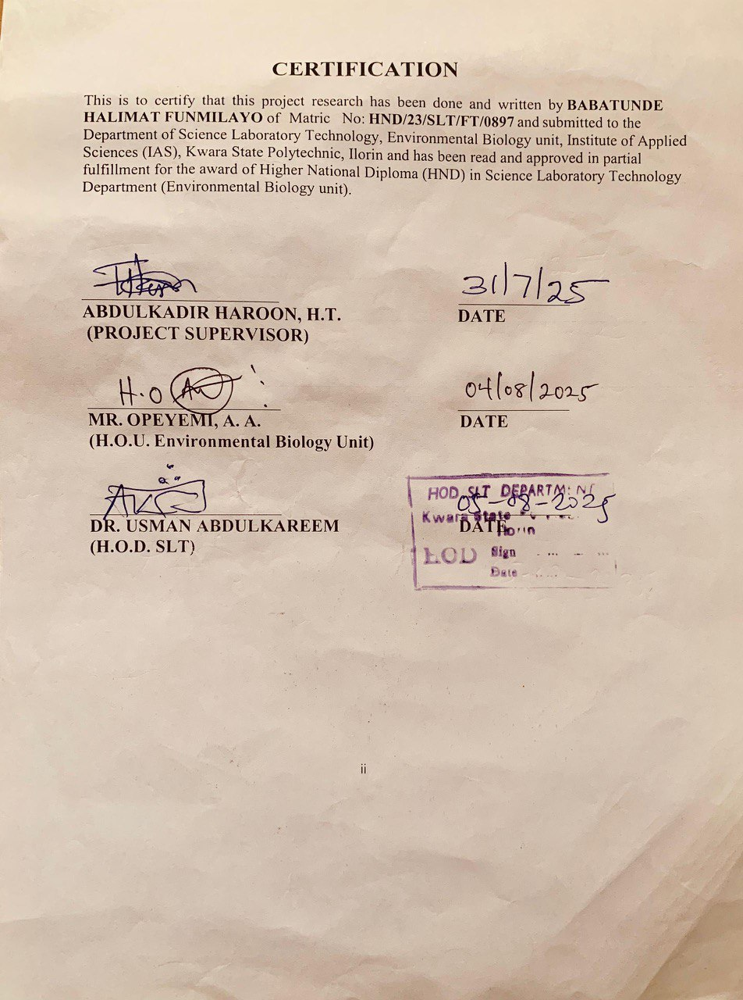 CERTIFICATION
This is to certify that this project research has been done and written by BABATUNDE
HALIMAT FUNMILAYO of Matric No: HND/23/SLT/FT/0897 and submitted to the
Department of Science Laboratory Technology, Environmental Biology unit, Institute of Applied
Sciences (IAS), Kwara State Polytechnic, Ilorin and has been read and approved in partial
fulfillment for the award of Higher National Diploma (HND) in Science Laboratory Technology
Department (Environmental Biology unit).
31/7/25
ABDULKADIR HAROON, H.T. DATE
(PROJECT SUPERVISOR)
H.O 04/08/2025
MR. OPEYEMI, A. A. DATE
(H.O.U. Environmental Biology Unit)
HOD SLT
05-08-2025
Kwara State
DR. USMAN ABDULKAREEM DATE
(H.O.D. SLT) Sign
Date
ii